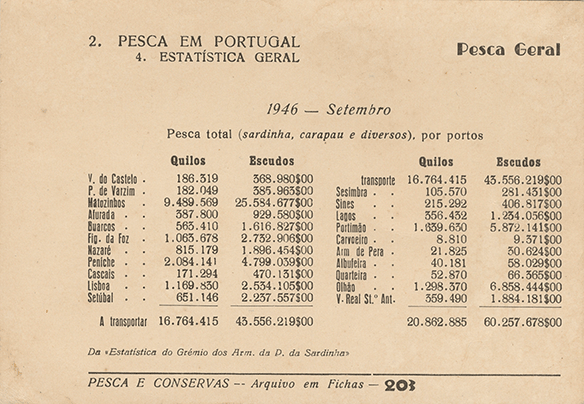 2. PESCA EM PORTUGAL
4. ESTATÍSTICA GERAL
Pesca Geral
1946 — Setembro
Pesca total (sardinha, carapau e diversos), por portos
Quilos Escudos
V. do Castelo . 186.319 368.980$00
P. de Varzim . 182.049 385.963$00
Matozinhos . 9.489.569 25.584.677$00
Afurada . . 387.800 929.580$00
Buarcos . . 563.410 1.616.827$00
Fig. da Foz . 1.063.678 2.732.906$00
Nazaré . . 815.179 1.896.454$00
Peniche . . 2.084.141 4.799.039$00
Cascais . . 171.294 470.131$00
Lisboa . . 1.169.830 2.534.105$00
Setúbal . . 651.146 2.237.557$00
A transportar 16.764.415 43.556.219$00
Quilos Escudos
transporte 16.764.415 43.556.219$00
Sesimbra . . 105.570 281.431$00
Sines . . 215.292 406.817$00
Lagos . . 356.432 1.234.056$00
Portimão . . 1.639.630 5.872.141$00
Carvoeiro . . 8.810 9.371$00
Arm de Pera . 21.825 30.624$00
Albufeira . . 40.181 58.029$00
Quarteira . . 52.870 66.365$00
Olhão . . 1.298.370 6.858.444$00
V. Real St.º Ant. 359.490 1.884.181$00
20.862.885 60.257.678$00
Da «Estatística do Grémio dos Arm. da P. da Sardinha»
PESCA E CONSERVAS -- Arquivo em Fichas — 203